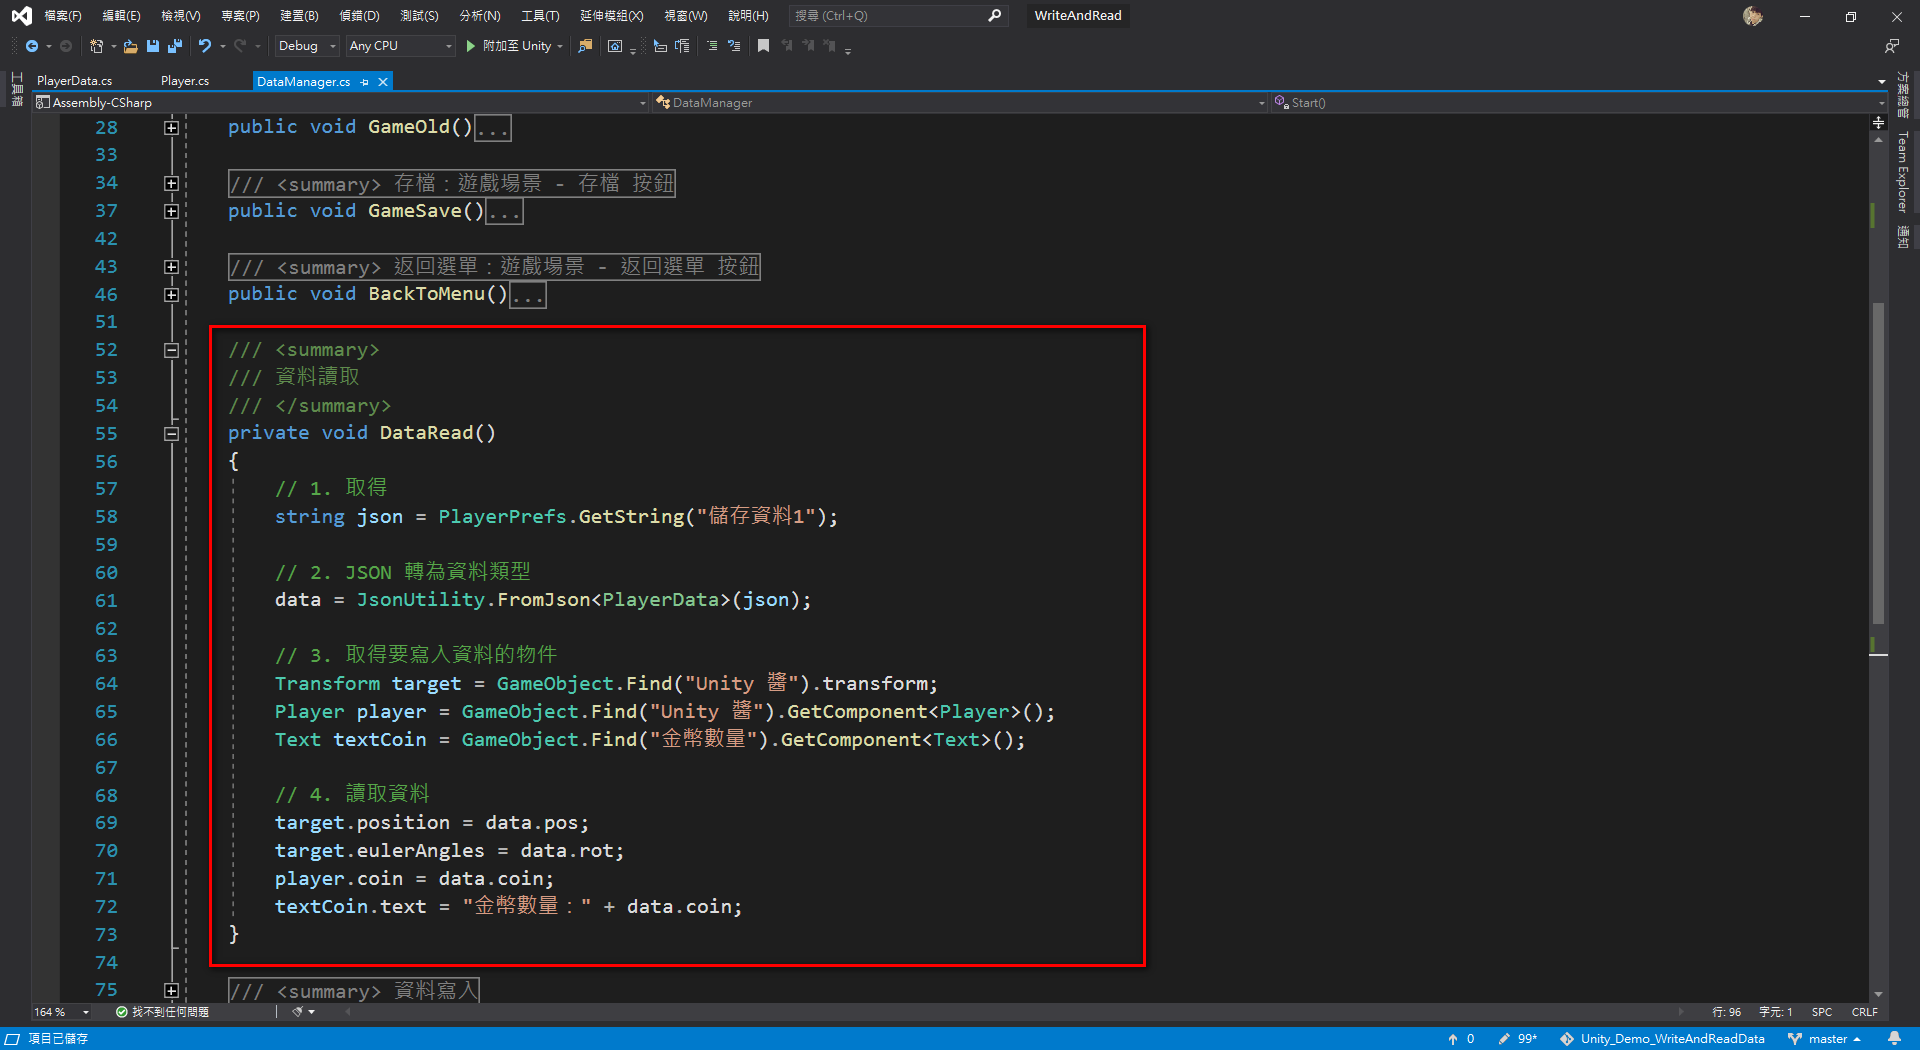 檔案(F) 編輯(E) 檢視(V) 專案(P) 建置(B) 偵錯(D) 測試(S) 分析(N) 工具(T) 延伸模組(X) 視窗(W) 說明(H) 搜尋 (Ctrl+Q) WriteAndRead
Debug Any CPU 附加至 Unity
PlayerData.cs Player.cs DataManager.cs
Assembly-CSharp DataManager Start()
工具箱
方案總管
Team Explorer
通知
28 public void GameOld()...
33
34 /// <summary> 存檔：遊戲場景 - 存檔 按鈕
37 public void GameSave()...
42
43 /// <summary> 返回選單：遊戲場景 - 返回選單 按鈕
46 public void BackToMenu()...
51
52 /// <summary>
53 /// 資料讀取
54 /// </summary>
55 private void DataRead()
56 {
57 // 1. 取得
58 string json = PlayerPrefs.GetString("儲存資料1");
59
60 // 2. JSON 轉為資料類型
61 data = JsonUtility.FromJson<PlayerData>(json);
62
63 // 3. 取得要寫入資料的物件
64 Transform target = GameObject.Find("Unity 醬").transform;
65 Player player = GameObject.Find("Unity 醬").GetComponent<Player>();
66 Text textCoin = GameObject.Find("金幣數量").GetComponent<Text>();
67
68 // 4. 讀取資料
69 target.position = data.pos;
70 target.eulerAngles = data.rot;
71 player.coin = data.coin;
72 textCoin.text = "金幣數量：" + data.coin;
73 }
74
75 /// <summary> 資料寫入
164 % 找不到任何問題 行: 96 字元: 1 SPC CRLF
項目已儲存 0 99* Unity_Demo_WriteAndReadData master